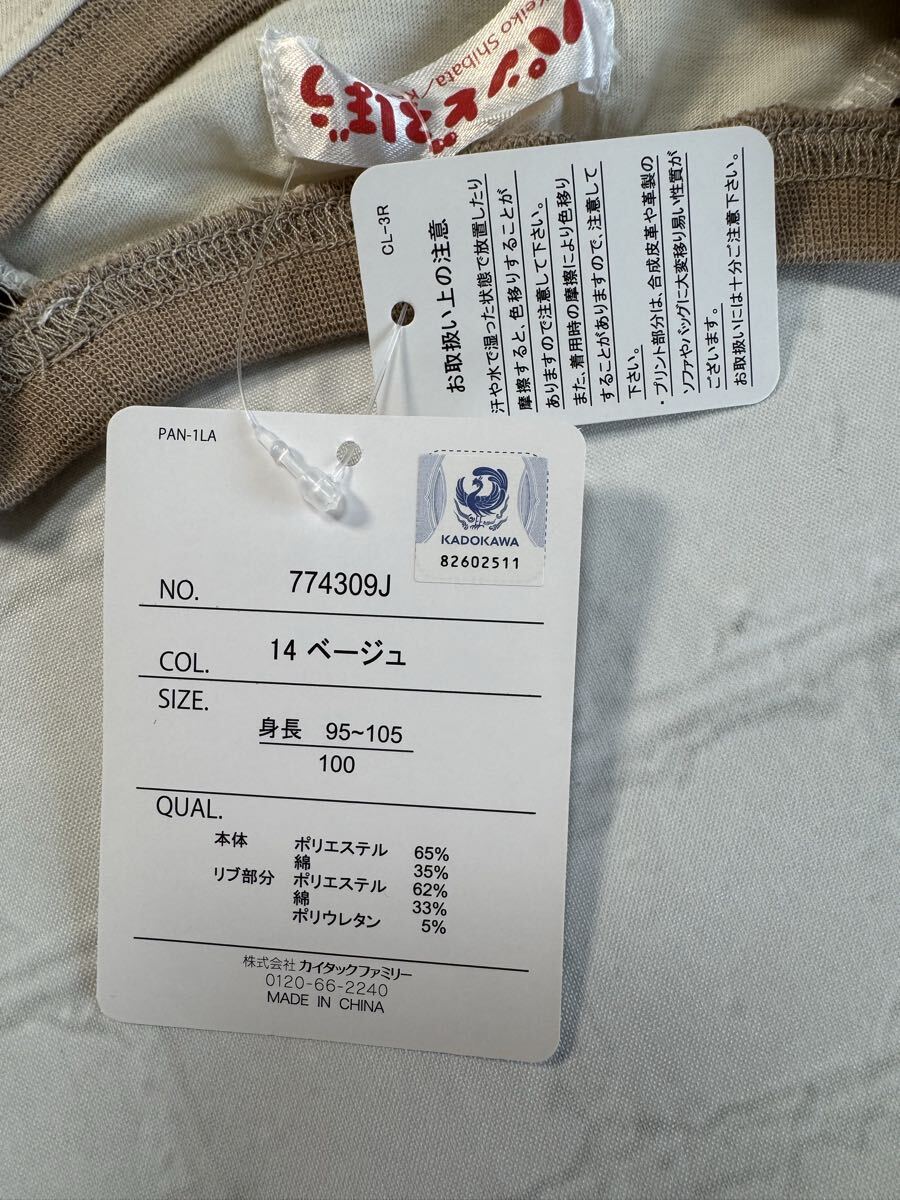 Keiko Shibata/K
パンどろぼう
CL-3R
お取扱い上の注意
汗や水で湿った状態で放置したり
摩擦すると、色移りすることが
ありますので注意して下さい。
また、着用時の摩擦により色移り
することがありますので、注意して
下さい。
・プリント部分は、合成皮革や革製の
ソファやバッグに大変移り易い性質が
ございます。
お取扱いには十分ご注意下さい。
PAN-1LA
KADOKAWA
82602511
NO. 774309J
COL. 14 ベージュ
SIZE.
身長 95~105
100
QUAL.
本体 ポリエステル 65%
綿 35%
リブ部分 ポリエステル 62%
綿 33%
ポリウレタン 5%
株式会社 カイタックファミリー
0120-66-2240
MADE IN CHINA